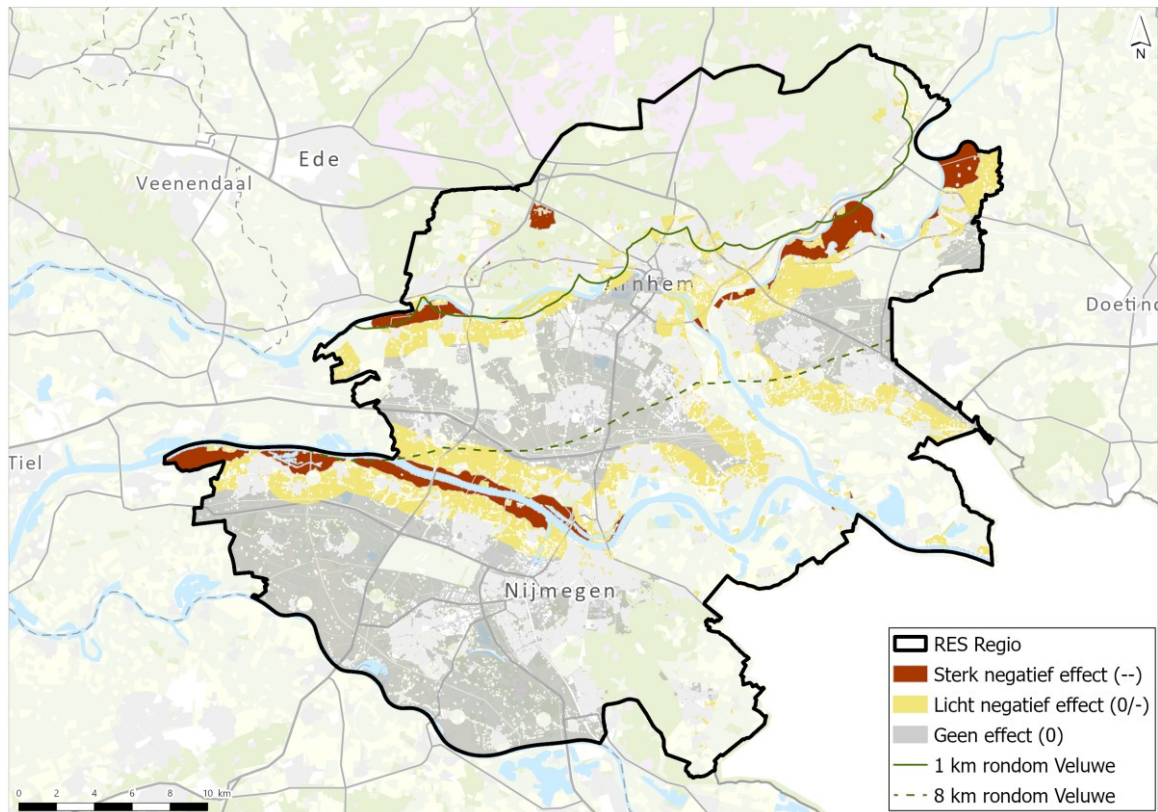 N
Ede
Veenendaal
Arnhem
Doetinc
Tiel
Nijmegen
RES Regio
Sterk negatief effect (--)
Licht negatief effect (0/-)
Geen effect (0)
1 km rondom Veluwe
8 km rondom Veluwe
0 2 4 6 8 10 km